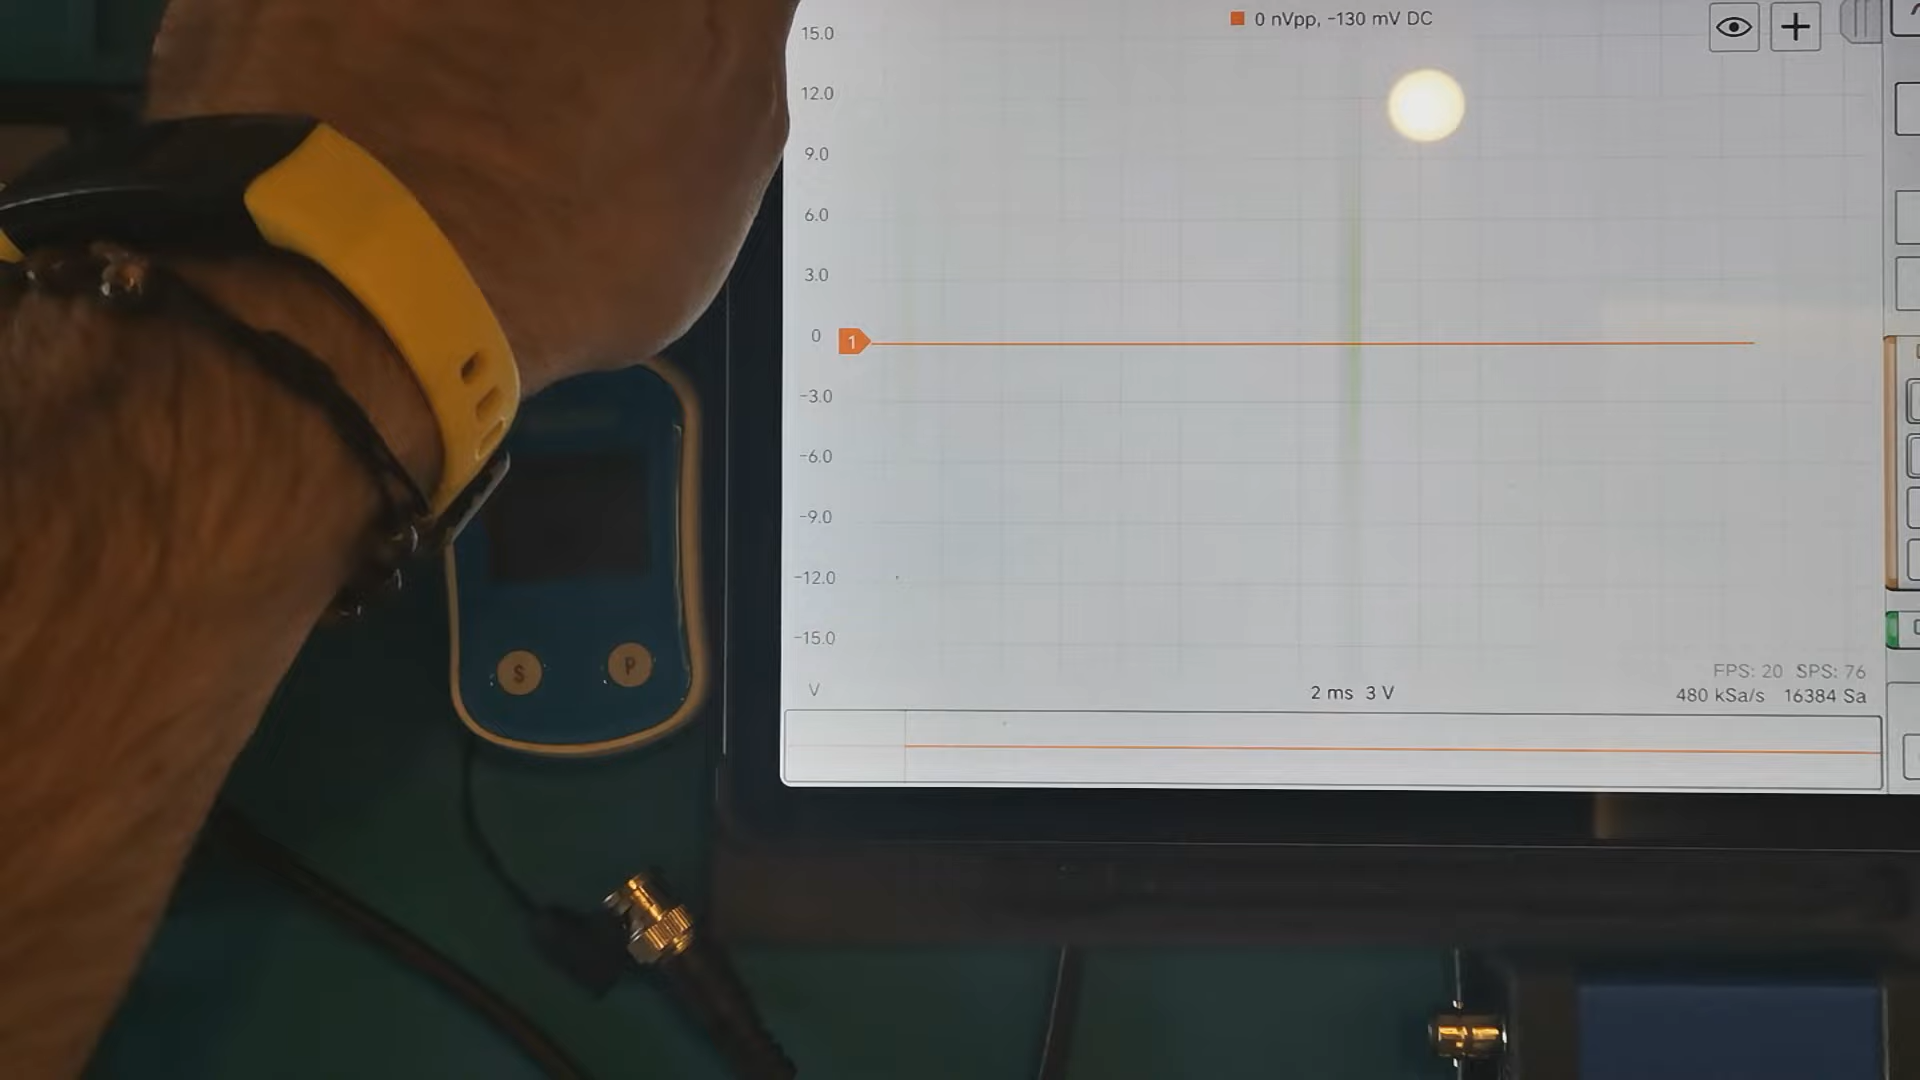 0 nVpp, −130 mV DC
15.0
12.0
9.0
6.0
3.0
0
1
−3.0
−6.0
−9.0
−12.0
−15.0
V
2 ms 3 V
FPS: 20 SPS: 76
480 kSa/s 16384 Sa
S
P